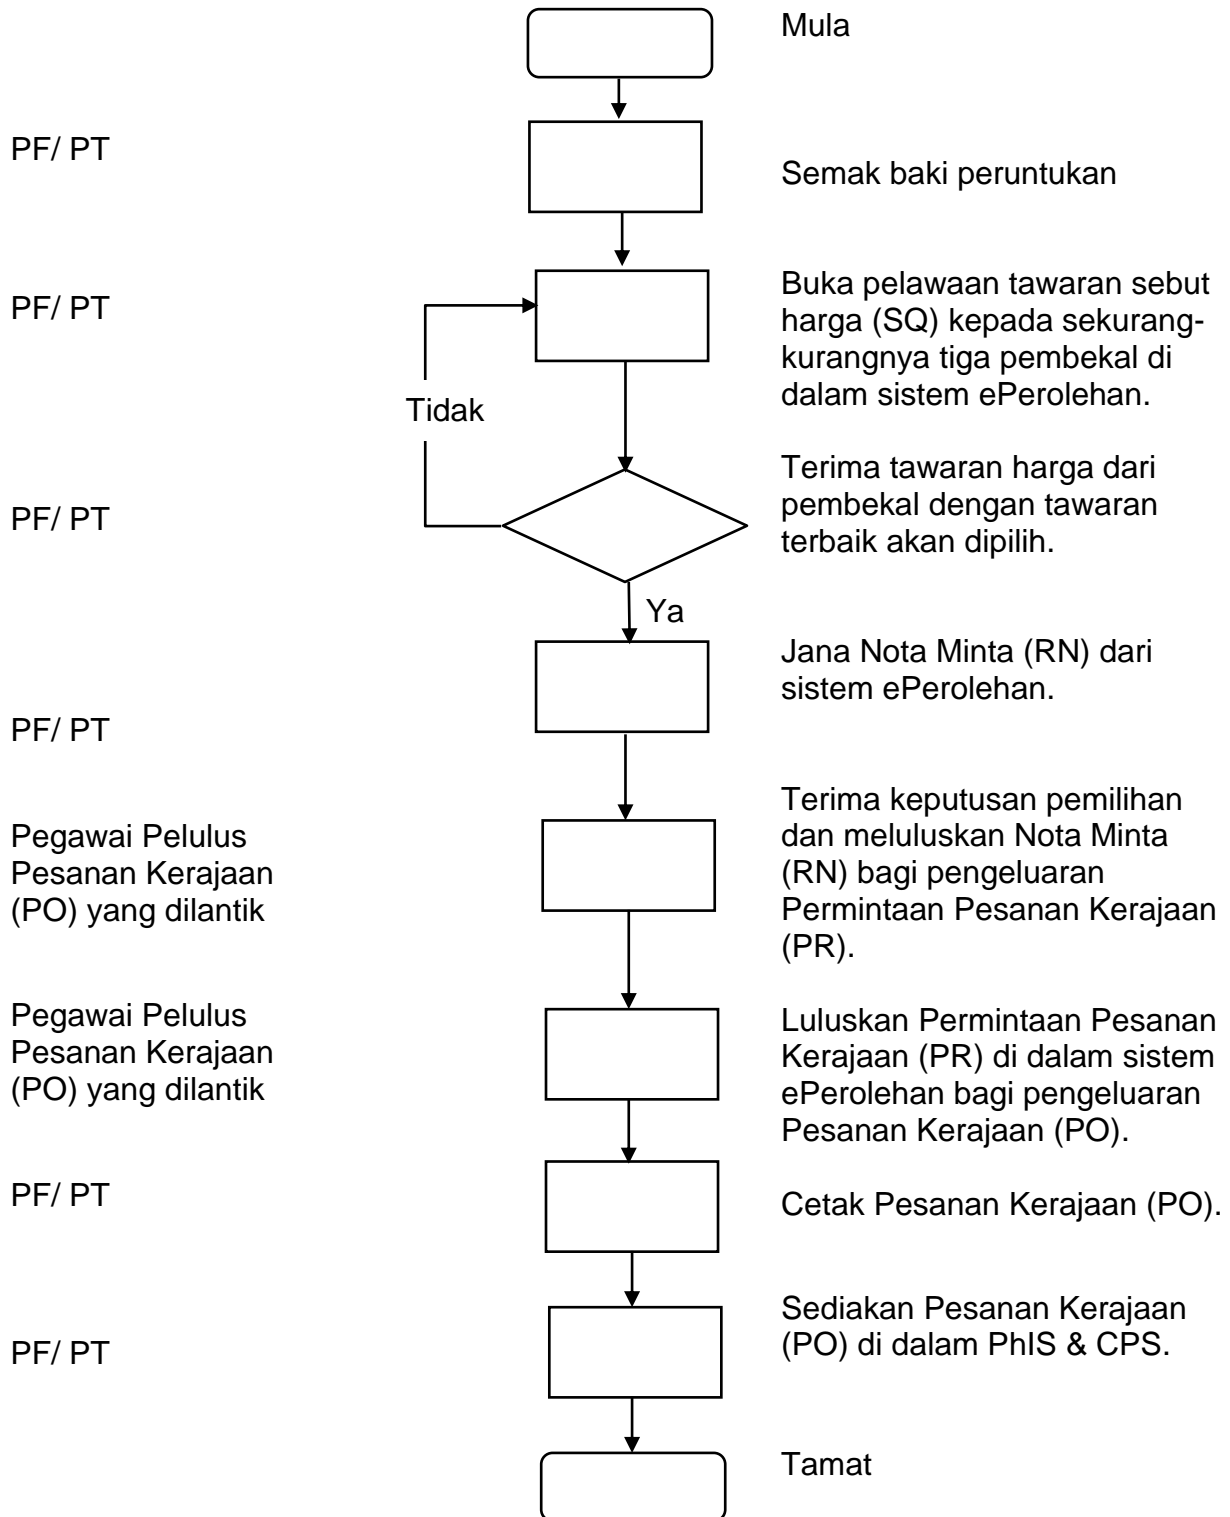 Mula
PF/ PT
Semak baki peruntukan
PF/ PT
Buka pelawaan tawaran sebut
harga (SQ) kepada sekurang-
kurangnya tiga pembekal di
dalam sistem ePerolehan.
Tidak
PF/ PT
Terima tawaran harga dari
pembekal dengan tawaran
terbaik akan dipilih.
Ya
PF/ PT
Jana Nota Minta (RN) dari
sistem ePerolehan.
Pegawai Pelulus
Pesanan Kerajaan
(PO) yang dilantik
Terima keputusan pemilihan
dan meluluskan Nota Minta
(RN) bagi pengeluaran
Permintaan Pesanan Kerajaan
(PR).
Pegawai Pelulus
Pesanan Kerajaan
(PO) yang dilantik
Luluskan Permintaan Pesanan
Kerajaan (PR) di dalam sistem
ePerolehan bagi pengeluaran
Pesanan Kerajaan (PO).
PF/ PT
Cetak Pesanan Kerajaan (PO).
PF/ PT
Sediakan Pesanan Kerajaan
(PO) di dalam PhIS & CPS.
Tamat